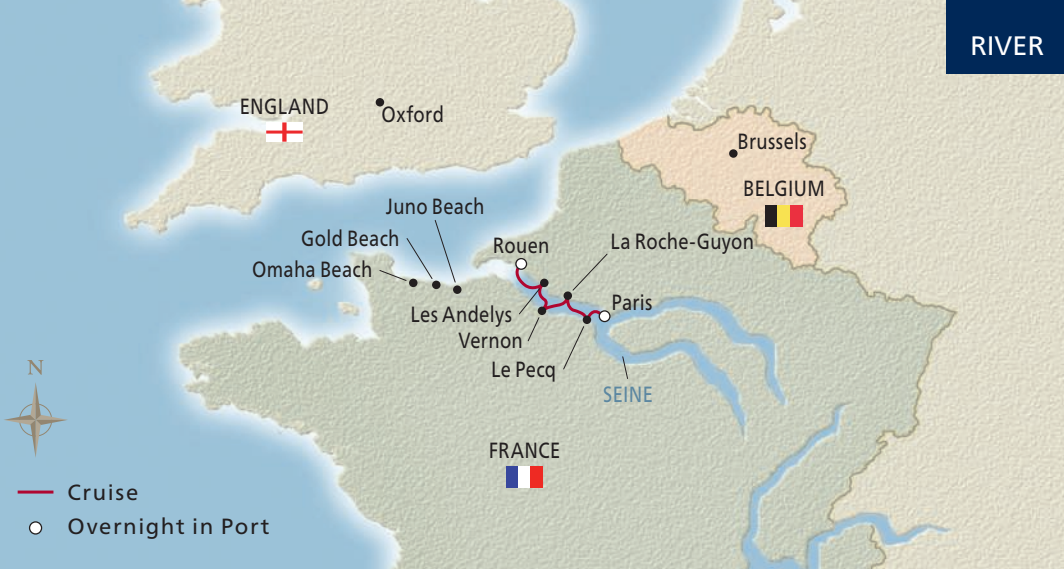 RIVER
ENGLAND
Oxford
Brussels
BELGIUM
Juno Beach
Gold Beach
Omaha Beach
Rouen
La Roche-Guyon
Paris
Les Andelys
Vernon
Le Pecq
SEINE
N
FRANCE
Cruise
Overnight in Port